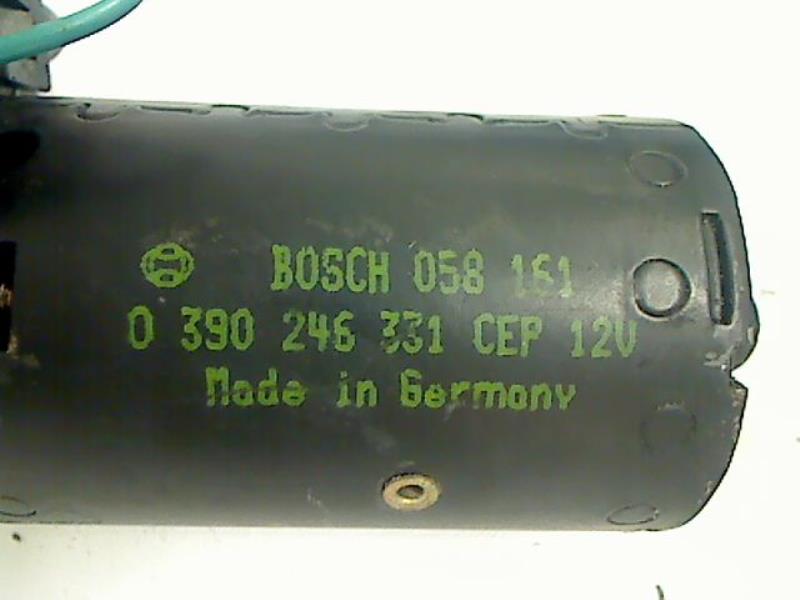 BOSCH 058 161
0 390 246 331 CEP 12V
Made in Germany